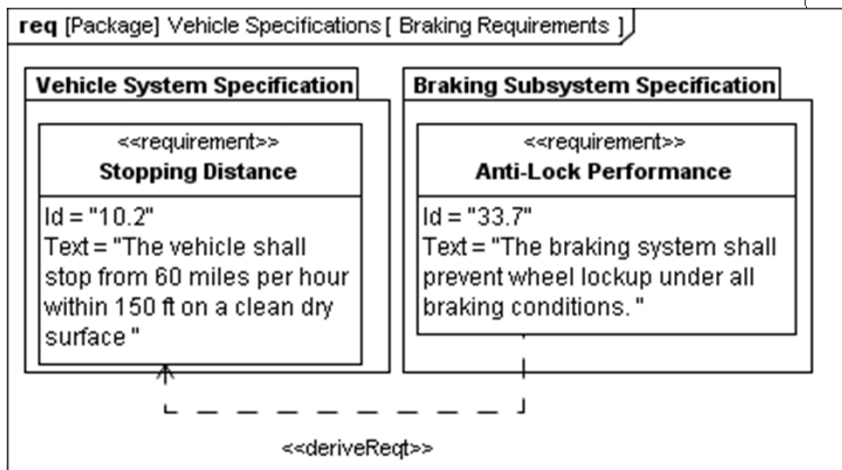 req [Package] Vehicle Specifications [ Braking Requirements ]
Vehicle System Specification
<<requirement>>
Stopping Distance
Id = "10.2"
Text = "The vehicle shall
stop from 60 miles per hour
within 150 ft on a clean dry
surface "
Braking Subsystem Specification
<<requirement>>
Anti-Lock Performance
Id = "33.7"
Text = "The braking system shall
prevent wheel lockup under all
braking conditions. "
<<deriveReqt>>